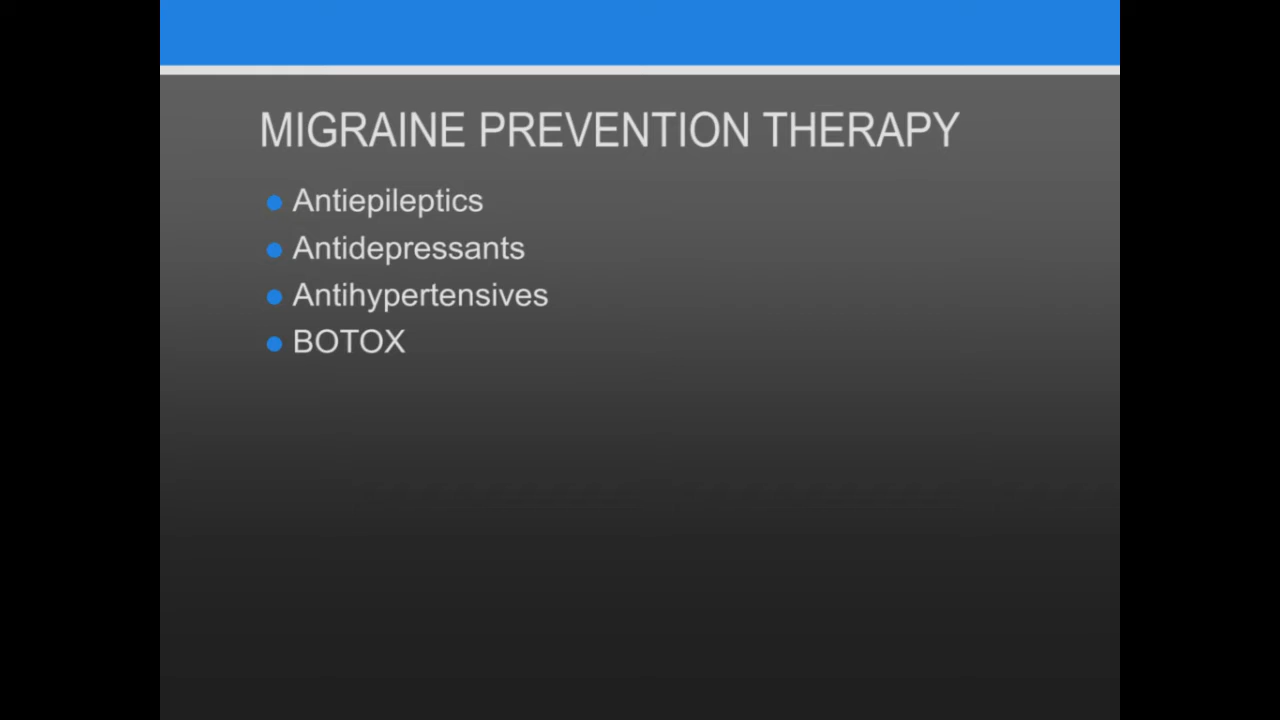 MIGRAINE PREVENTION THERAPY
Antiepileptics
Antidepressants
Antihypertensives
BOTOX